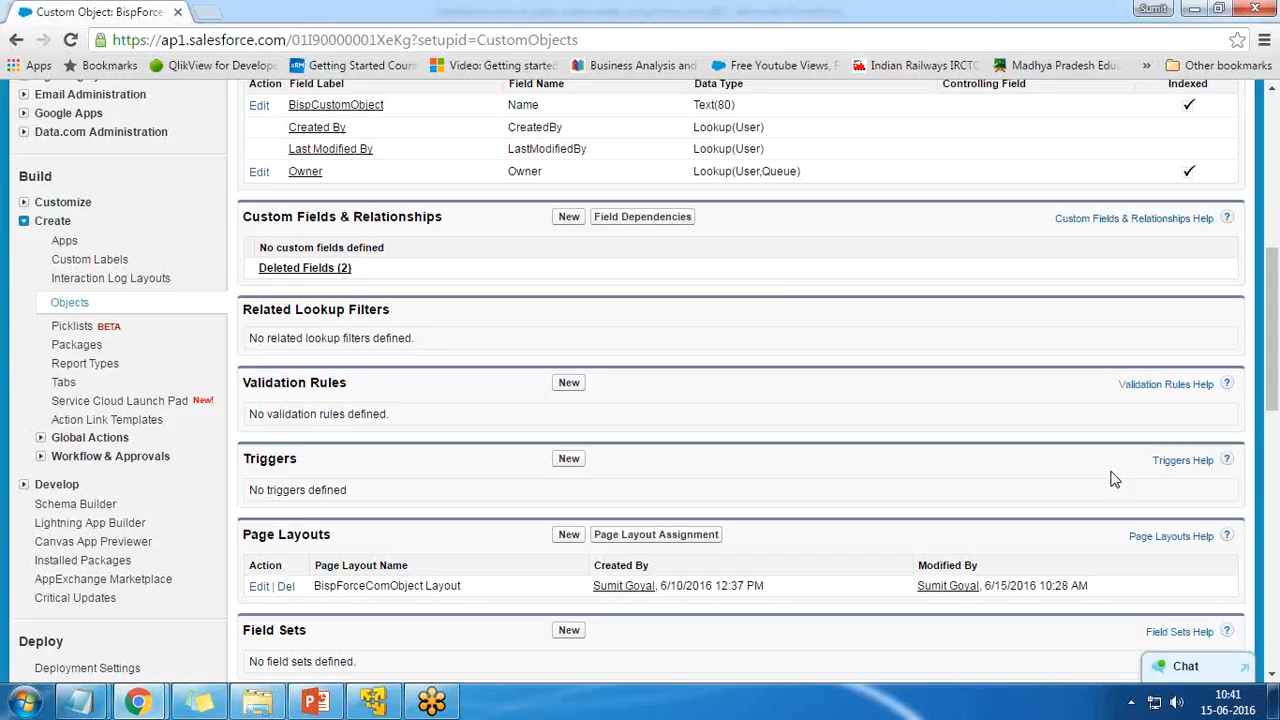 Custom Object: BispForce
Sumit
https://ap1.salesforce.com/01I90000001XeKg?setupid=CustomObjects
Apps Bookmarks QlikView for Develop Getting Started Cour Video: Getting starte Business Analysis and Free Youtube Views, Indian Railways IRCTC Madhya Pradesh Edu » Other bookmarks
Email Administration
Google Apps
Data.com Administration
Build
Customize
Create
Apps
Custom Labels
Interaction Log Layouts
Objects
Picklists BETA
Packages
Report Types
Tabs
Service Cloud Launch Pad New!
Action Link Templates
Global Actions
Workflow & Approvals
Develop
Schema Builder
Lightning App Builder
Canvas App Previewer
Installed Packages
AppExchange Marketplace
Critical Updates
Deploy
Deployment Settings
Action Field Label Field Name Data Type Controlling Field Indexed
Edit BispCustomObject Name Text(80) ✓
Created By CreatedBy Lookup(User)
Last Modified By LastModifiedBy Lookup(User)
Edit Owner Owner Lookup(User,Queue) ✓
Custom Fields & Relationships New Field Dependencies Custom Fields & Relationships Help ?
No custom fields defined
Deleted Fields (2)
Related Lookup Filters
No related lookup filters defined.
Validation Rules New Validation Rules Help ?
No validation rules defined.
Triggers New Triggers Help ?
No triggers defined
Page Layouts New Page Layout Assignment Page Layouts Help ?
Action Page Layout Name Created By Modified By
Edit | Del BispForceComObject Layout Sumit Goyal, 6/10/2016 12:37 PM Sumit Goyal, 6/15/2016 10:28 AM
Field Sets New Field Sets Help ?
No field sets defined.
Chat
10:41
15-06-2016